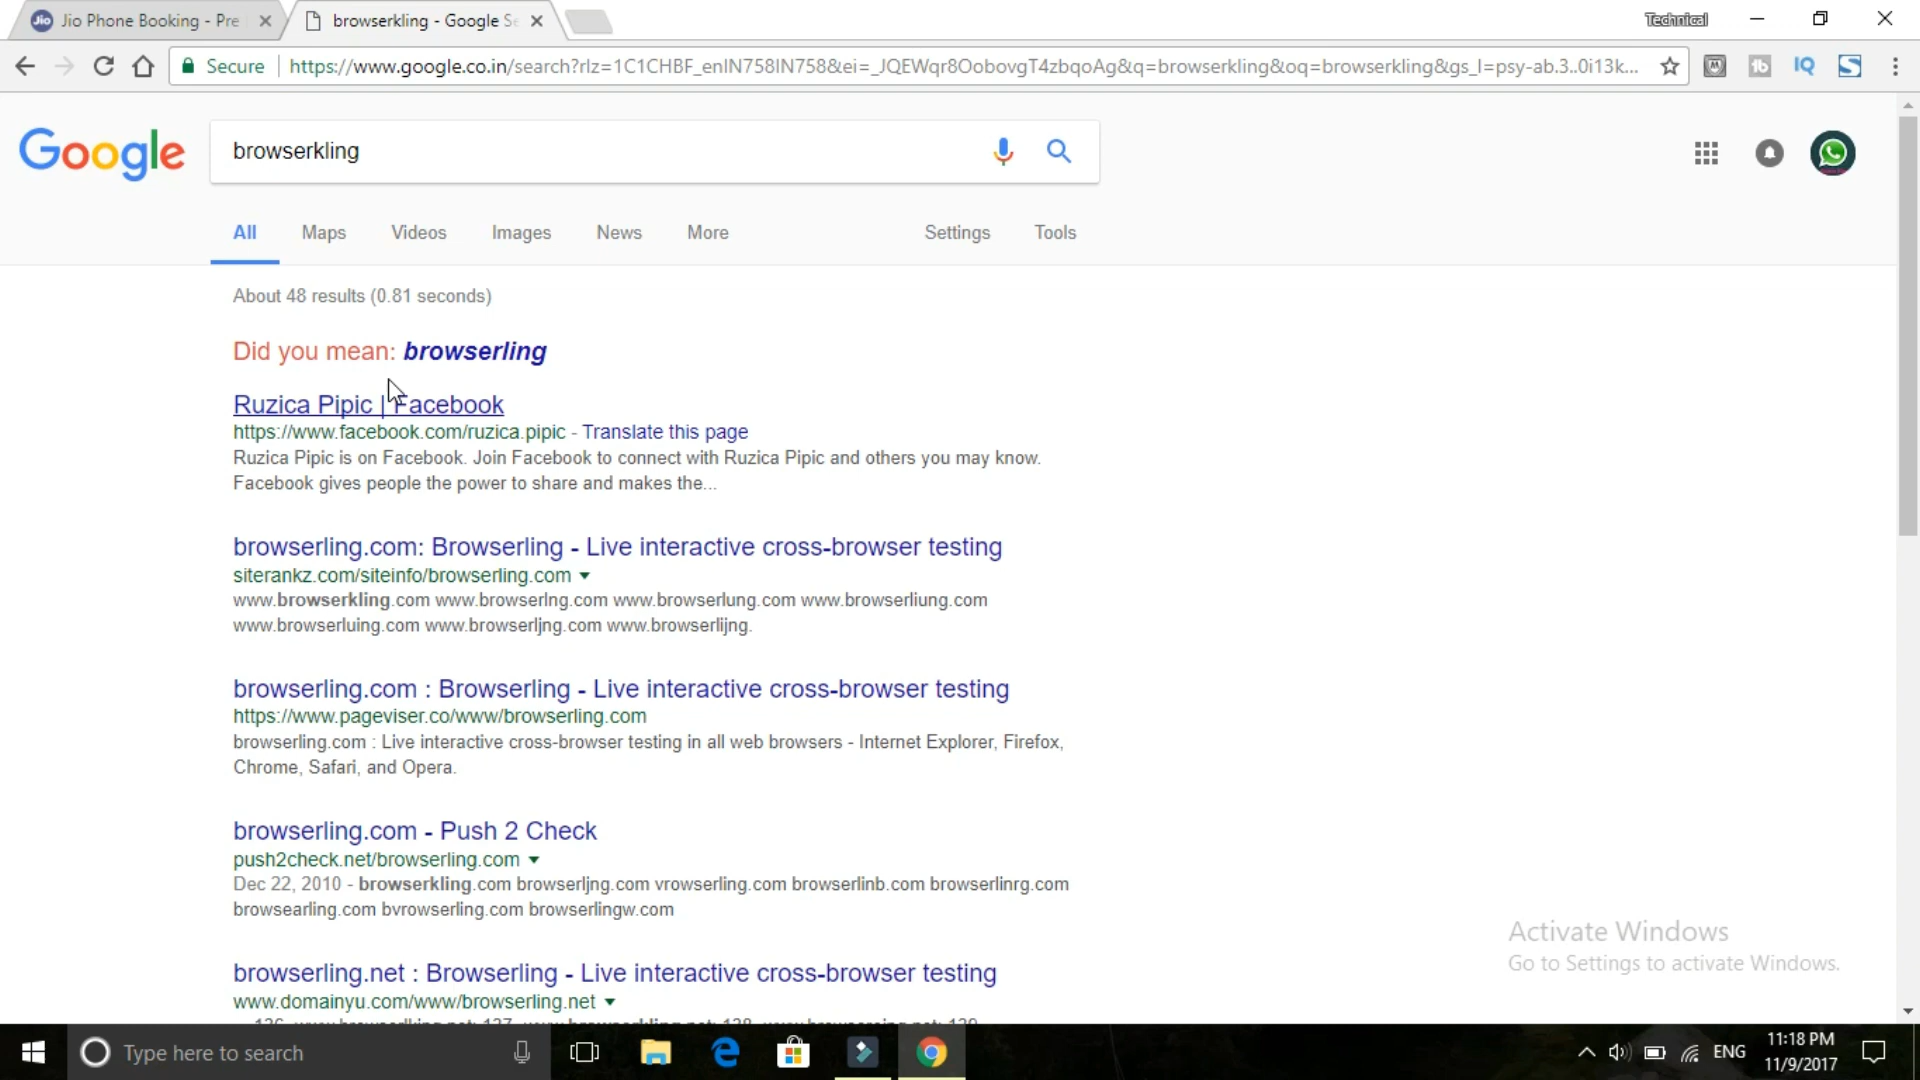 Jio Phone Booking - Pre
browserkling - Google Se
Technical
Secure
https://www.google.co.in/search?rlz=1C1CHBF_enIN758IN758&ei=_JQEWqr8OobovgT4zbqoAg&q=browserkling&oq=browserkling&gs_l=psy-ab.3..0i13k...
Google
browserkling
All Maps Videos Images News More Settings Tools
About 48 results (0.81 seconds)
Did you mean: browserling
Ruzica Pipic | Facebook
https://www.facebook.com/ruzica.pipic - Translate this page
Ruzica Pipic is on Facebook. Join Facebook to connect with Ruzica Pipic and others you may know.
Facebook gives people the power to share and makes the...
browserling.com: Browserling - Live interactive cross-browser testing
siterankz.com/siteinfo/browserling.com
www.browserkling.com www.browserlng.com www.browserlung.com www.browserliung.com
www.browserluing.com www.browserljng.com www.browserlijng.
browserling.com : Browserling - Live interactive cross-browser testing
https://www.pageviser.co/www/browserling.com
browserling.com : Live interactive cross-browser testing in all web browsers - Internet Explorer, Firefox,
Chrome, Safari, and Opera.
browserling.com - Push 2 Check
push2check.net/browserling.com
Dec 22, 2010 - browserkling.com browserljng.com vrowserling.com browserlinb.com browserlinrg.com
browsearling.com bvrowserling.com browserlingw.com
Activate Windows
Go to Settings to activate Windows.
browserling.net : Browserling - Live interactive cross-browser testing
www.domainyu.com/www/browserling.net
Type here to search
ENG
11:18 PM
11/9/2017